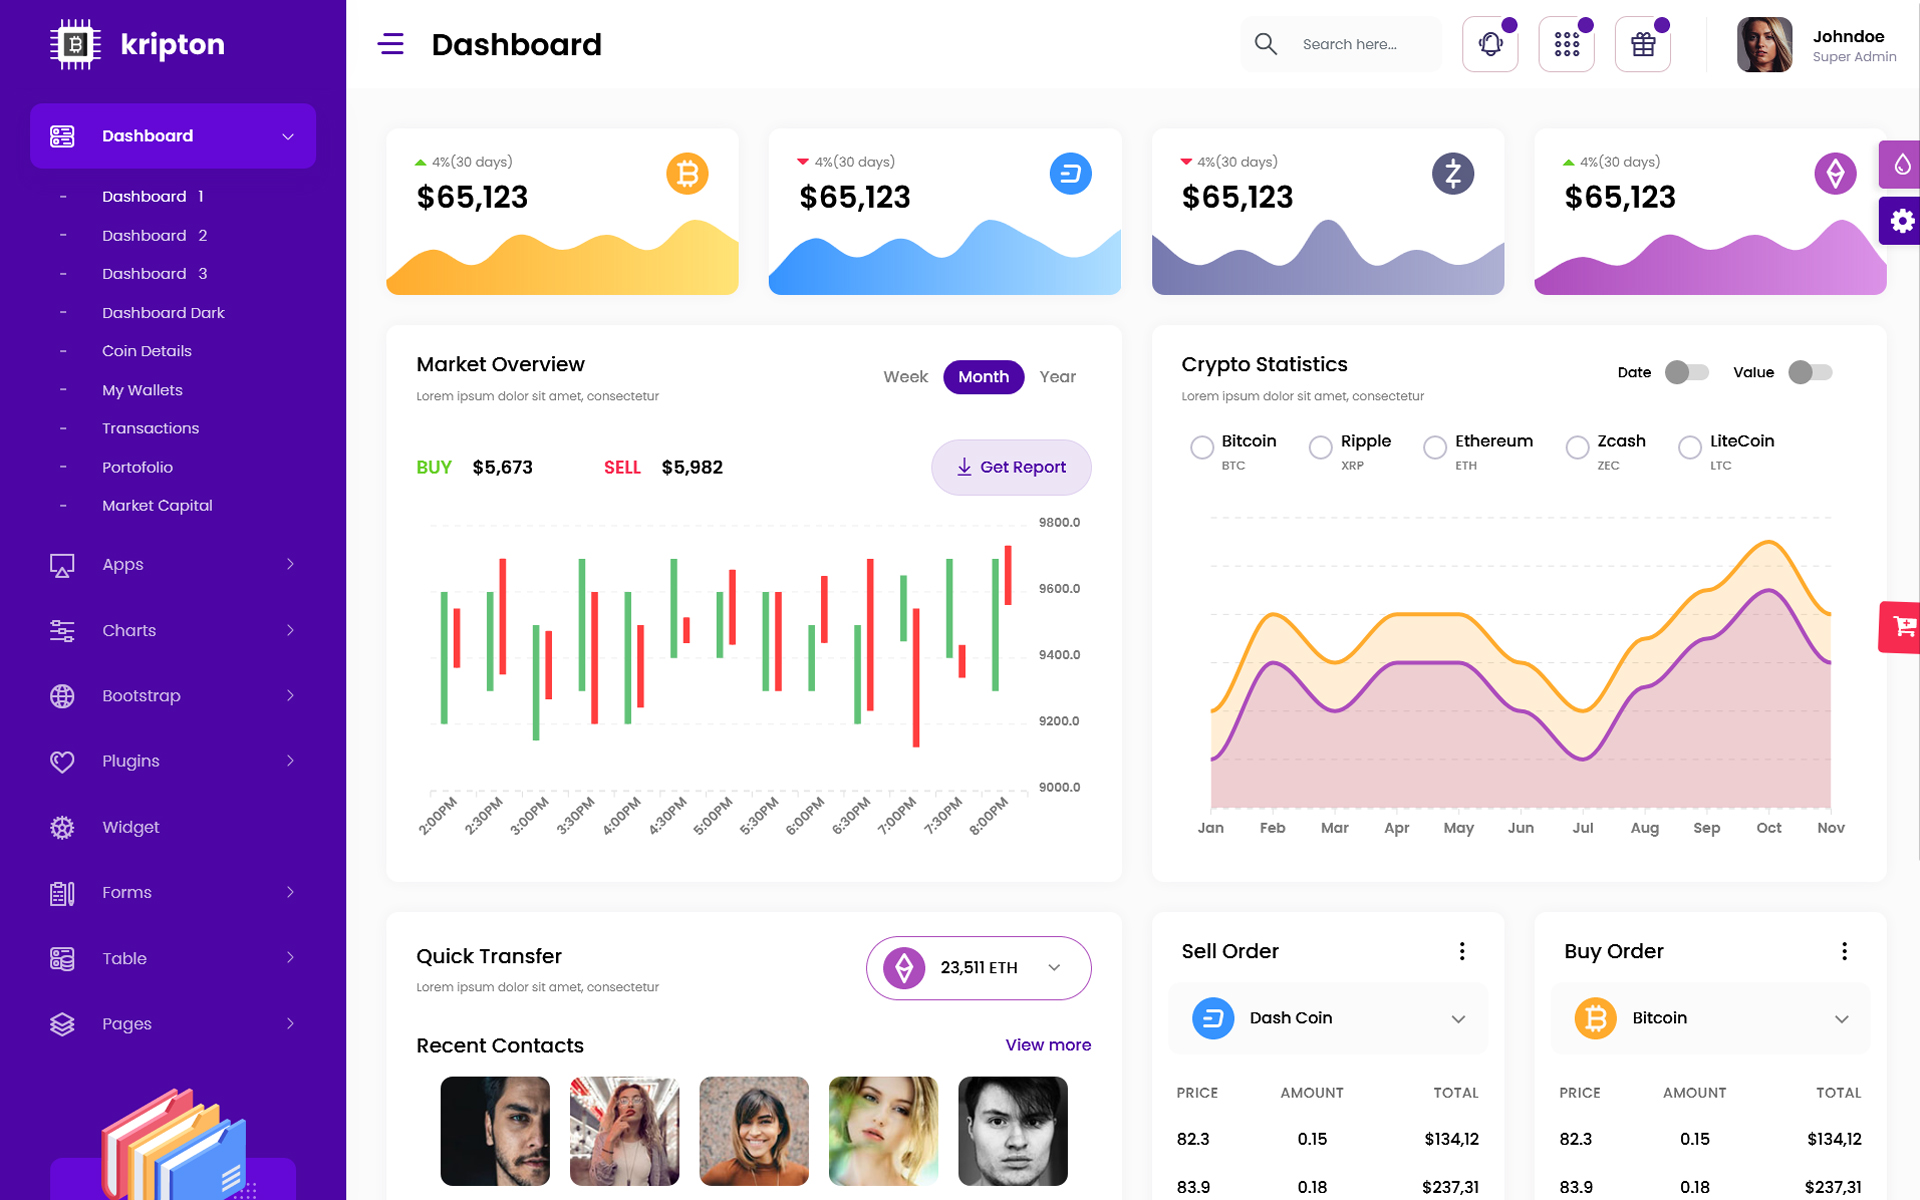 kripton
Dashboard
Search here...
Johndoe
Super Admin
Dashboard
- Dashboard 1
- Dashboard 2
- Dashboard 3
- Dashboard Dark
- Coin Details
- My Wallets
- Transactions
- Portofolio
- Market Capital
Apps
Charts
Bootstrap
Plugins
Widget
Forms
Table
Pages
4%(30 days)
$65,123
4%(30 days)
$65,123
4%(30 days)
$65,123
4%(30 days)
$65,123
Market Overview
Lorem ipsum dolor sit amet, consectetur
Week Month Year
BUY $5,673 SELL $5,982
Get Report
9800.0
9600.0
9400.0
9200.0
9000.0
2:00PM 2:30PM 3:00PM 3:30PM 4:00PM 4:30PM 5:00PM 5:30PM 6:00PM 6:30PM 7:00PM 7:30PM 8:00PM
Crypto Statistics
Lorem ipsum dolor sit amet, consectetur
Date Value
Bitcoin Ripple Ethereum Zcash LiteCoin
BTC XRP ETH ZEC LTC
Jan Feb Mar Apr May Jun Jul Aug Sep Oct Nov
Quick Transfer
Lorem ipsum dolor sit amet, consectetur
23,511 ETH
Recent Contacts
View more
Sell Order
Dash Coin
PRICE AMOUNT TOTAL
82.3 0.15 $134,12
83.9 0.18 $237,31
Buy Order
Bitcoin
PRICE AMOUNT TOTAL
82.3 0.15 $134,12
83.9 0.18 $237,31